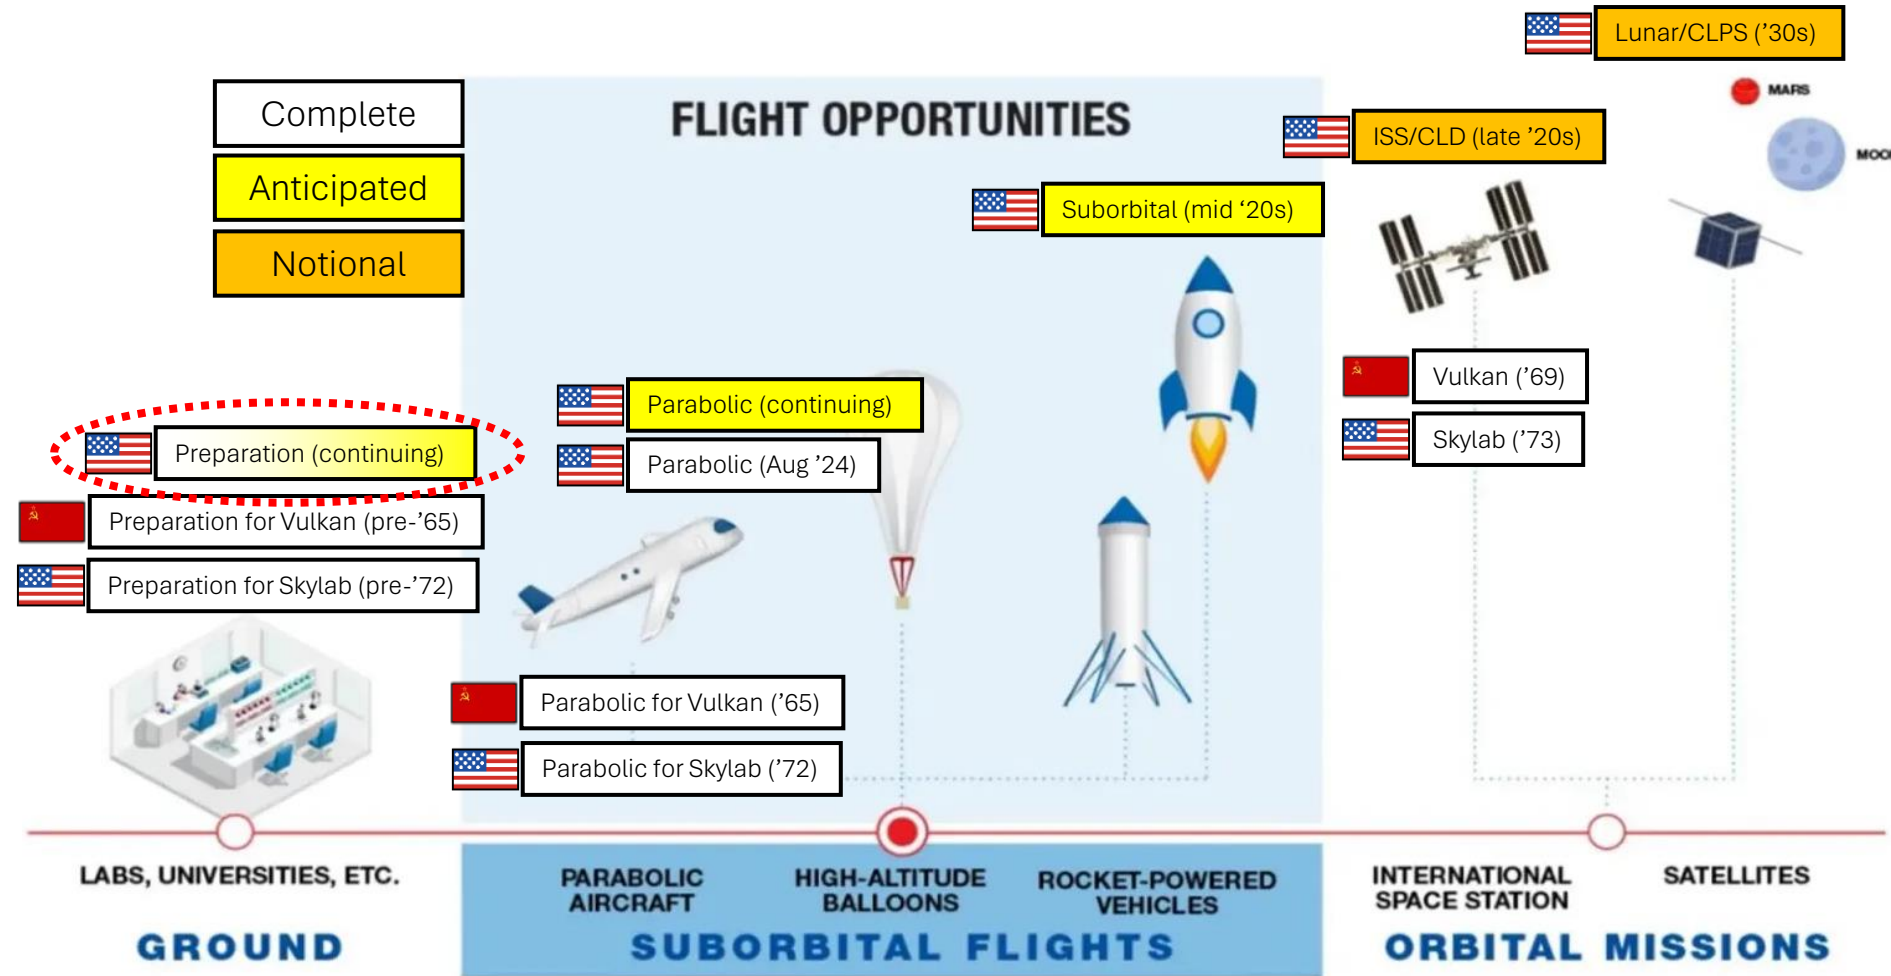 Lunar/CLPS (’30s)
MARS
Complete
FLIGHT OPPORTUNITIES
ISS/CLD (late ’20s)
MOO
Anticipated
Suborbital (mid ‘20s)
Notional
Vulkan (’69)
Parabolic (continuing)
Skylab (’73)
Preparation (continuing)
Parabolic (Aug ’24)
Preparation for Vulkan (pre-’65)
Preparation for Skylab (pre-’72)
Parabolic for Vulkan (’65)
Parabolic for Skylab (’72)
LABS, UNIVERSITIES, ETC.
PARABOLIC
AIRCRAFT
HIGH-ALTITUDE
BALLOONS
ROCKET-POWERED
VEHICLES
INTERNATIONAL
SPACE STATION
SATELLITES
GROUND
SUBORBITAL FLIGHTS
ORBITAL MISSIONS